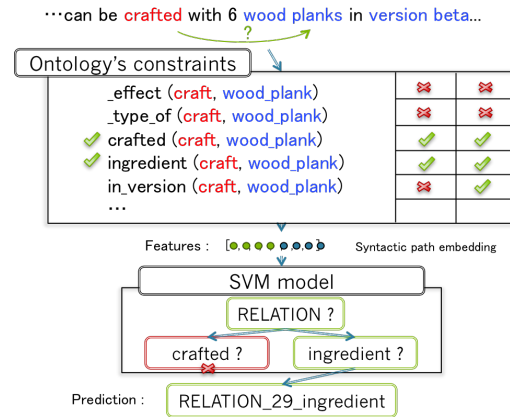 …can be crafted with 6 wood planks in version beta…
?
Ontology's constraints
_effect (craft, wood_plank)
_type_of (craft, wood_plank)
crafted (craft, wood_plank)
ingredient (craft, wood_plank)
in_version (craft, wood_plank)
…
Features : [ , , , , , , , ] Syntactic path embedding
SVM model
RELATION ?
crafted ? ingredient ?
Prediction : RELATION_29_ingredient